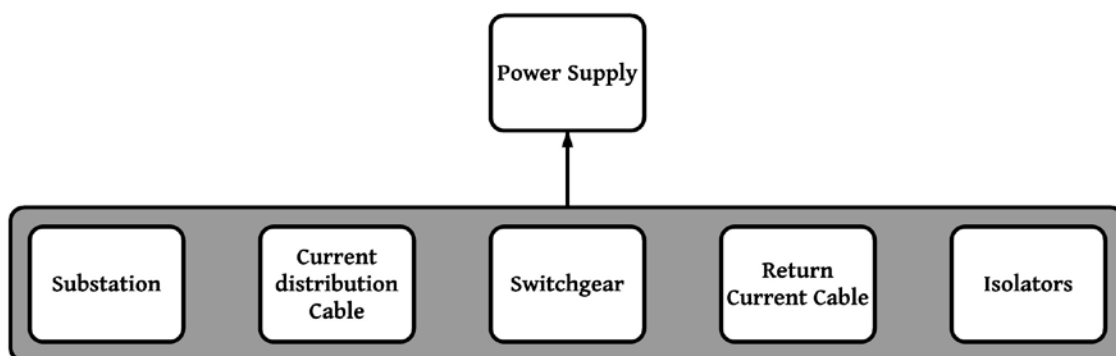 Power Supply
Substation
Current
distribution
Cable
Switchgear
Return
Current Cable
Isolators